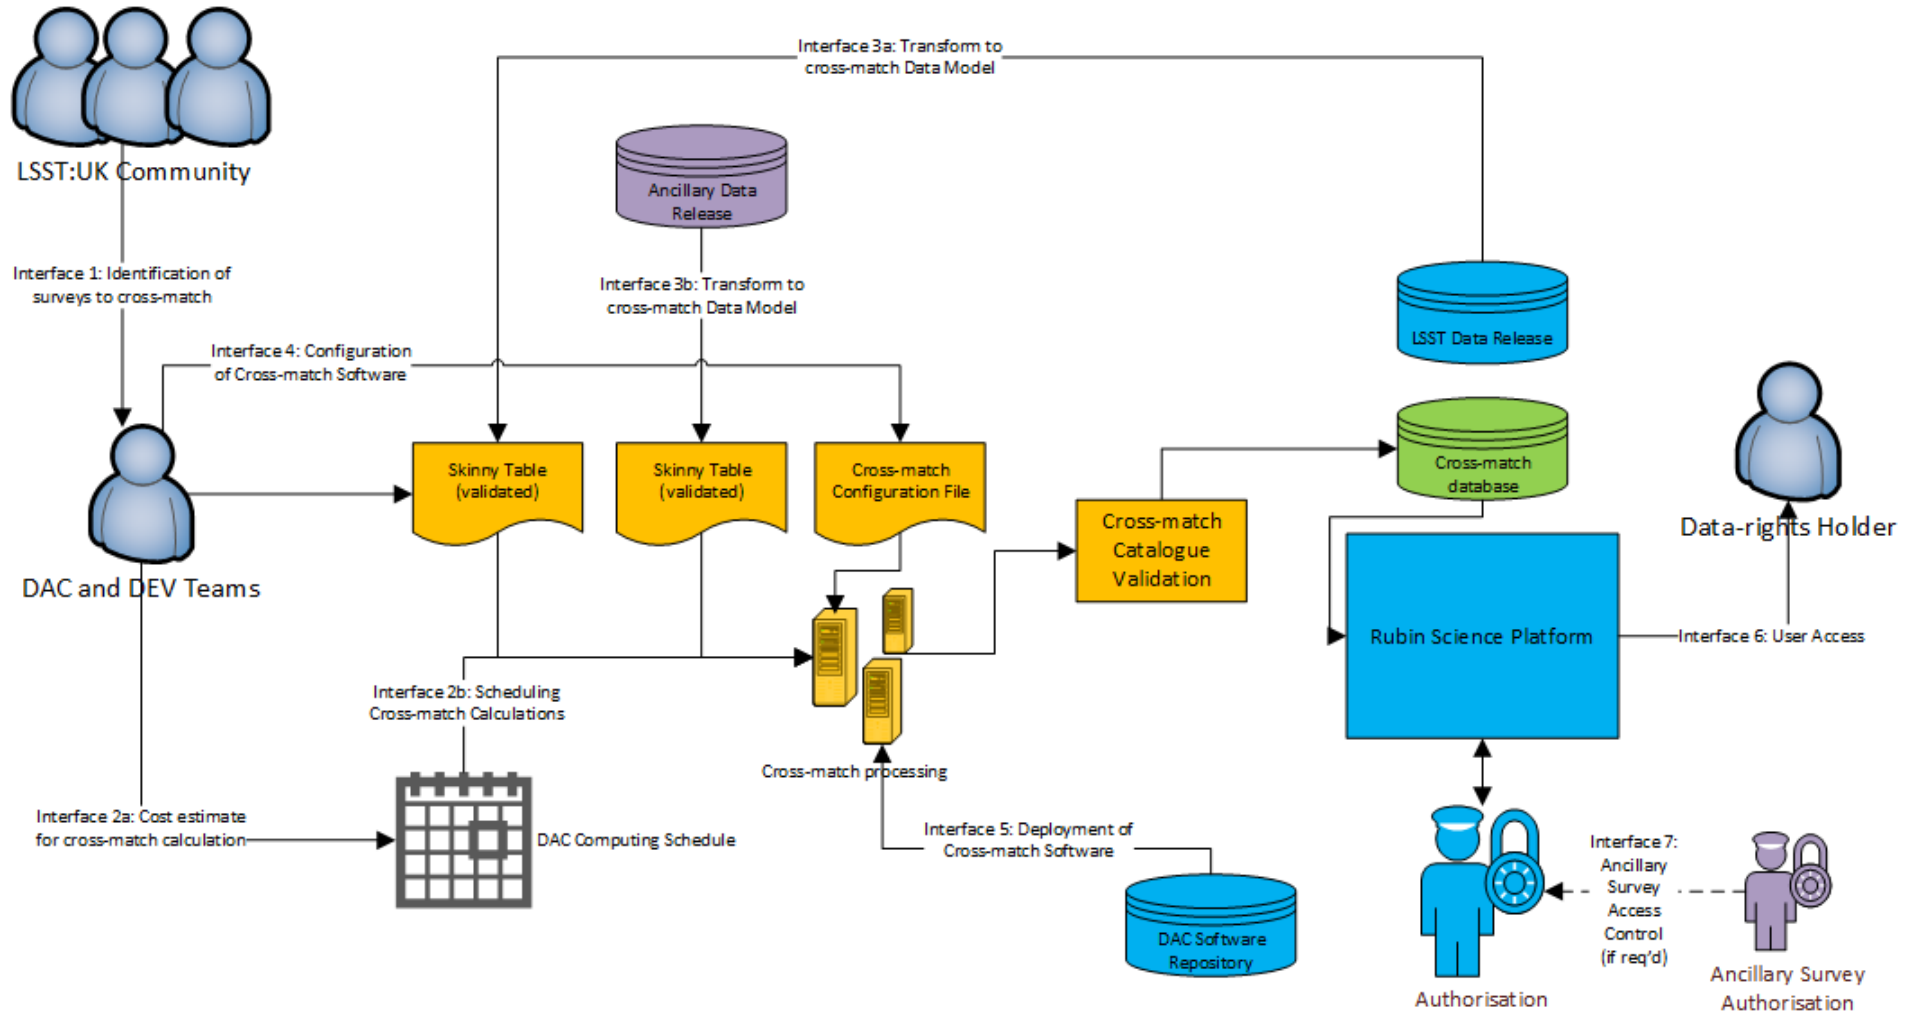 Interface 3a: Transform to
cross-match Data Model
LSST:UK Community
Ancillary Data
Release
Interface 1: Identification of
surveys to cross-match
Interface 3b: Transform to
cross-match Data Model
LSST Data Release
Interface 4: Configuration
of Cross-match Software
Skinny Table
(validated)
Skinny Table
(validated)
Cross-match
Configuration File
Cross-match
database
Cross-match
Catalogue
Validation
Data-rights Holder
DAC and DEV Teams
Rubin Science Platform
Interface 6: User Access
Interface 2b: Scheduling
Cross-match Calculations
Cross-match processing
Interface 2a: Cost estimate
for cross-match calculation
DAC Computing Schedule
Interface 5: Deployment of
Cross-match Software
Interface 7:
Ancillary
Survey
Access
Control
(if req'd)
DAC Software
Repository
Authorisation
Ancillary Survey
Authorisation